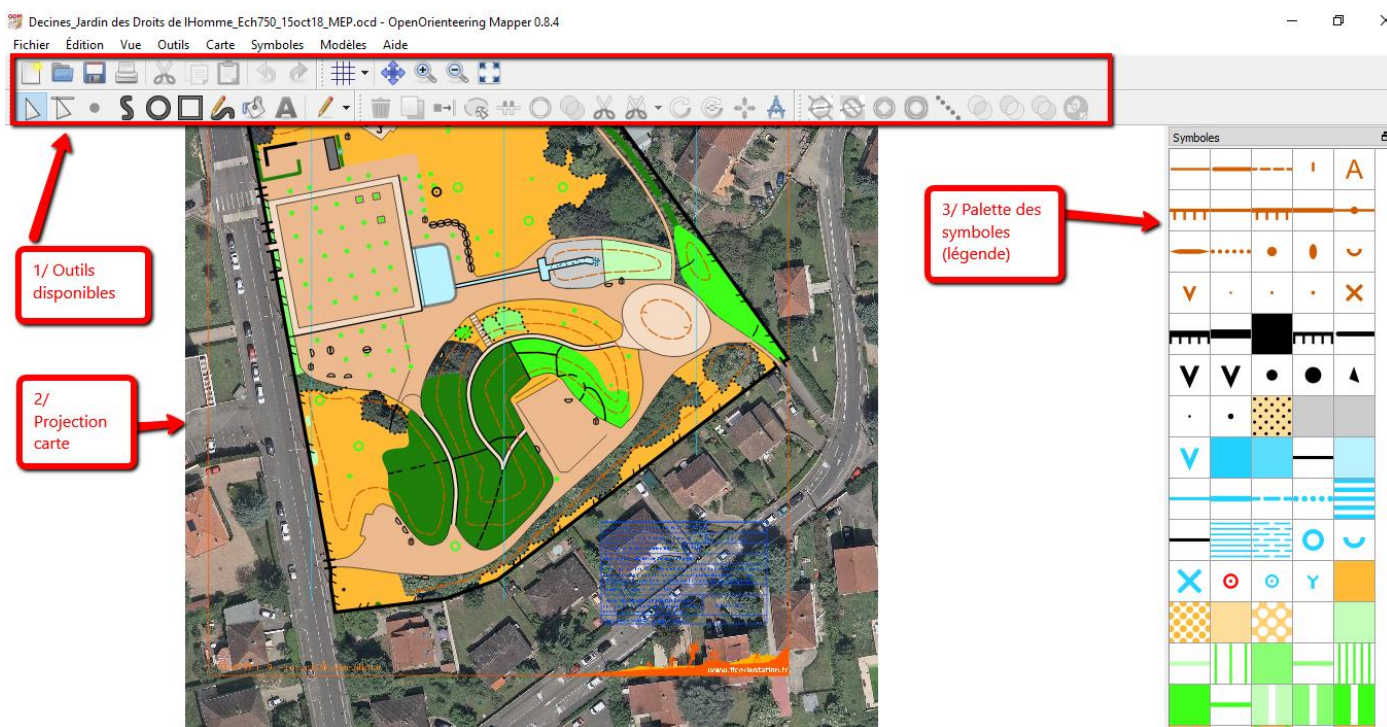 Decines_Jardin des Droits de lHomme_Ech750_15oct18_MEP.ocd - OpenOrienteering Mapper 0.8.4
Fichier Édition Vue Outils Carte Symboles Modèles Aide
Symboles
1/ Outils
disponibles
2/
Projection
carte
3/ Palette des
symboles
(légende)
www.ffcorientation.fr